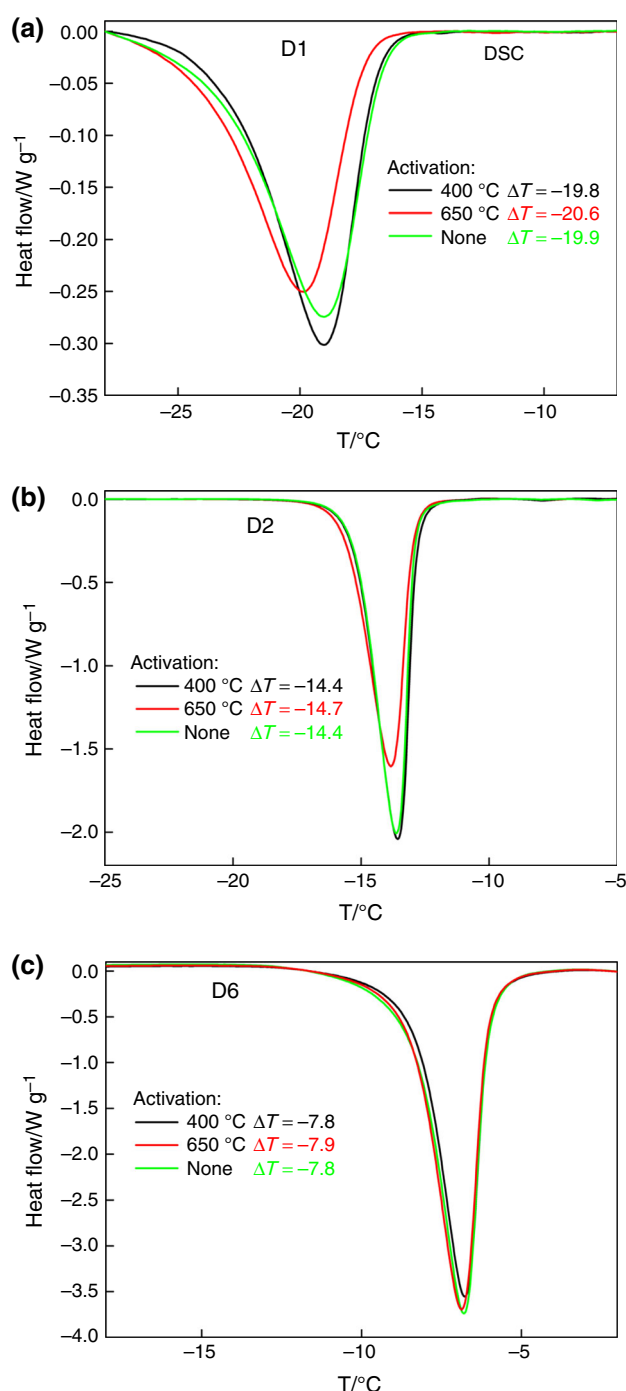 (a)
D1
DSC
Heat flow/W g⁻¹
0.00
−0.05
−0.10
−0.15
−0.20
−0.25
−0.30
−0.35
Activation:
400 °C ΔT = −19.8
650 °C ΔT = −20.6
None ΔT = −19.9
−25 −20 −15 −10
T/°C
(b)
D2
Heat flow/W g⁻¹
0.0
−0.5
−1.0
−1.5
−2.0
Activation:
400 °C ΔT = −14.4
650 °C ΔT = −14.7
None ΔT = −14.4
−25 −20 −15 −10 −5
T/°C
(c)
D6
Heat flow/W g⁻¹
0.0
−0.5
−1.0
−1.5
−2.0
−2.5
−3.0
−3.5
−4.0
Activation:
400 °C ΔT = −7.8
650 °C ΔT = −7.9
None ΔT = −7.8
−15 −10 −5
T/°C